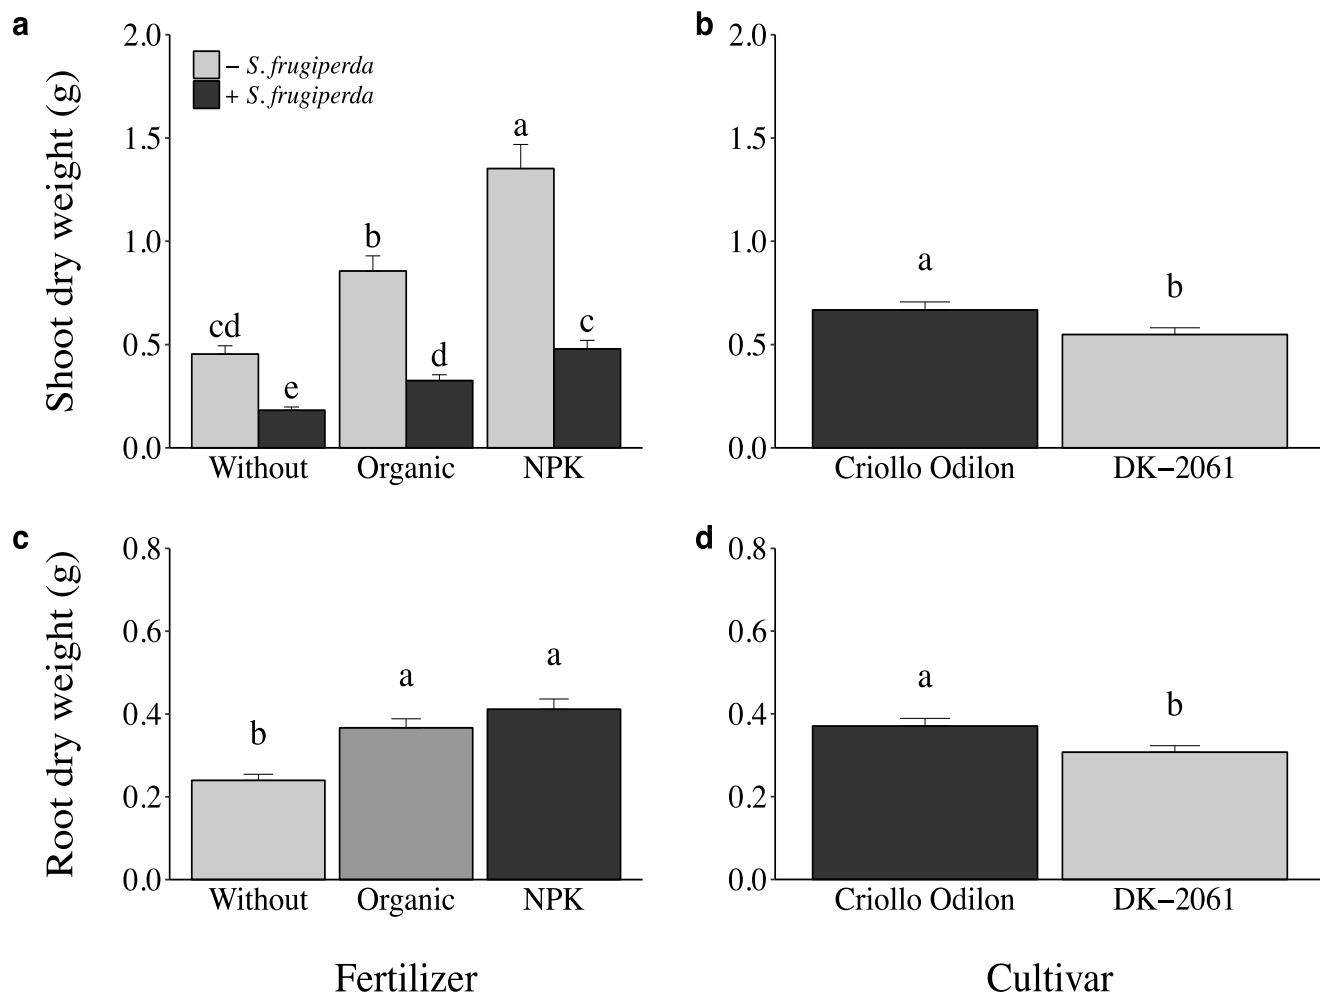 a
Shoot dry weight (g)
2.0
1.5
1.0
0.5
0.0
− S. frugiperda
+ S. frugiperda
cd
e
b
d
a
c
Without Organic NPK
b
2.0
1.5
1.0
0.5
0.0
a
b
Criollo Odilon DK−2061
c
Root dry weight (g)
0.8
0.6
0.4
0.2
0.0
b
a
a
Without Organic NPK
Fertilizer
d
0.8
0.6
0.4
0.2
0.0
a
b
Criollo Odilon DK−2061
Cultivar